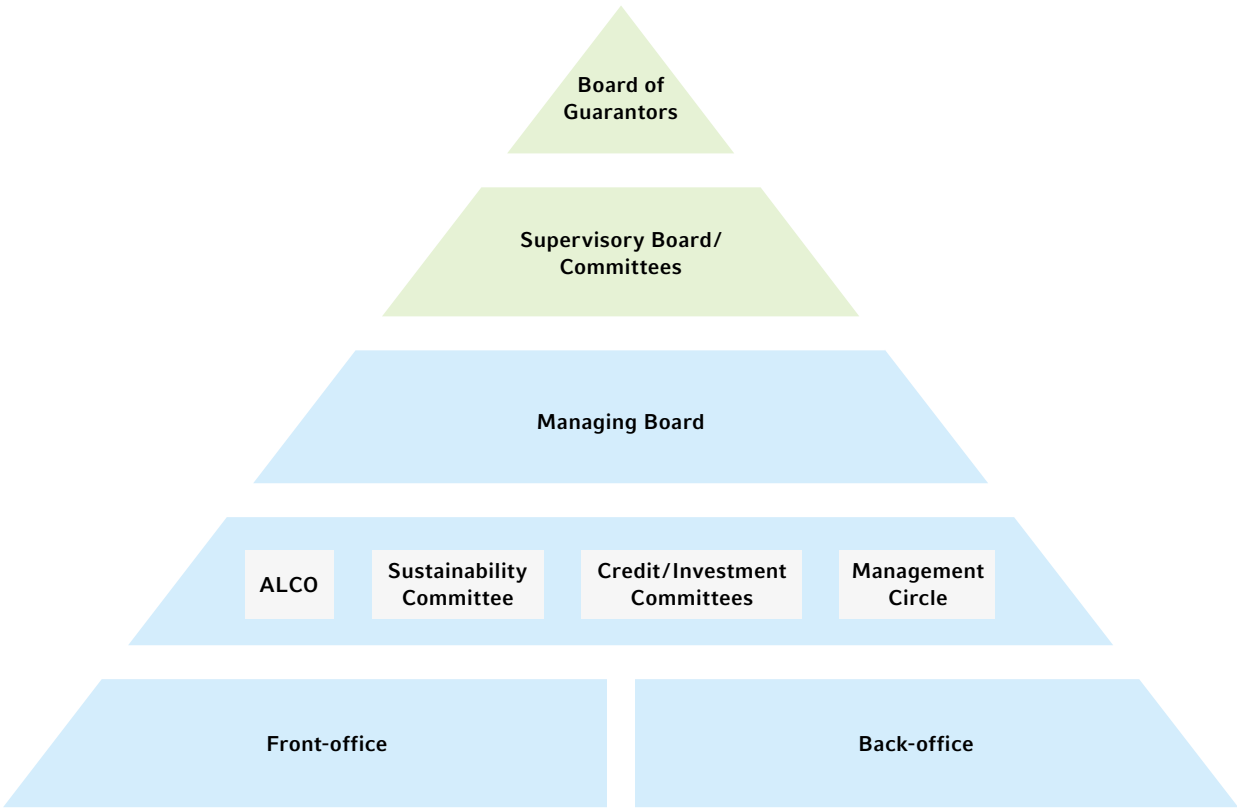 Board of
Guarantors
Supervisory Board/
Committees
Managing Board
ALCO
Sustainability
Committee
Credit/Investment
Committees
Management
Circle
Front-office
Back-office